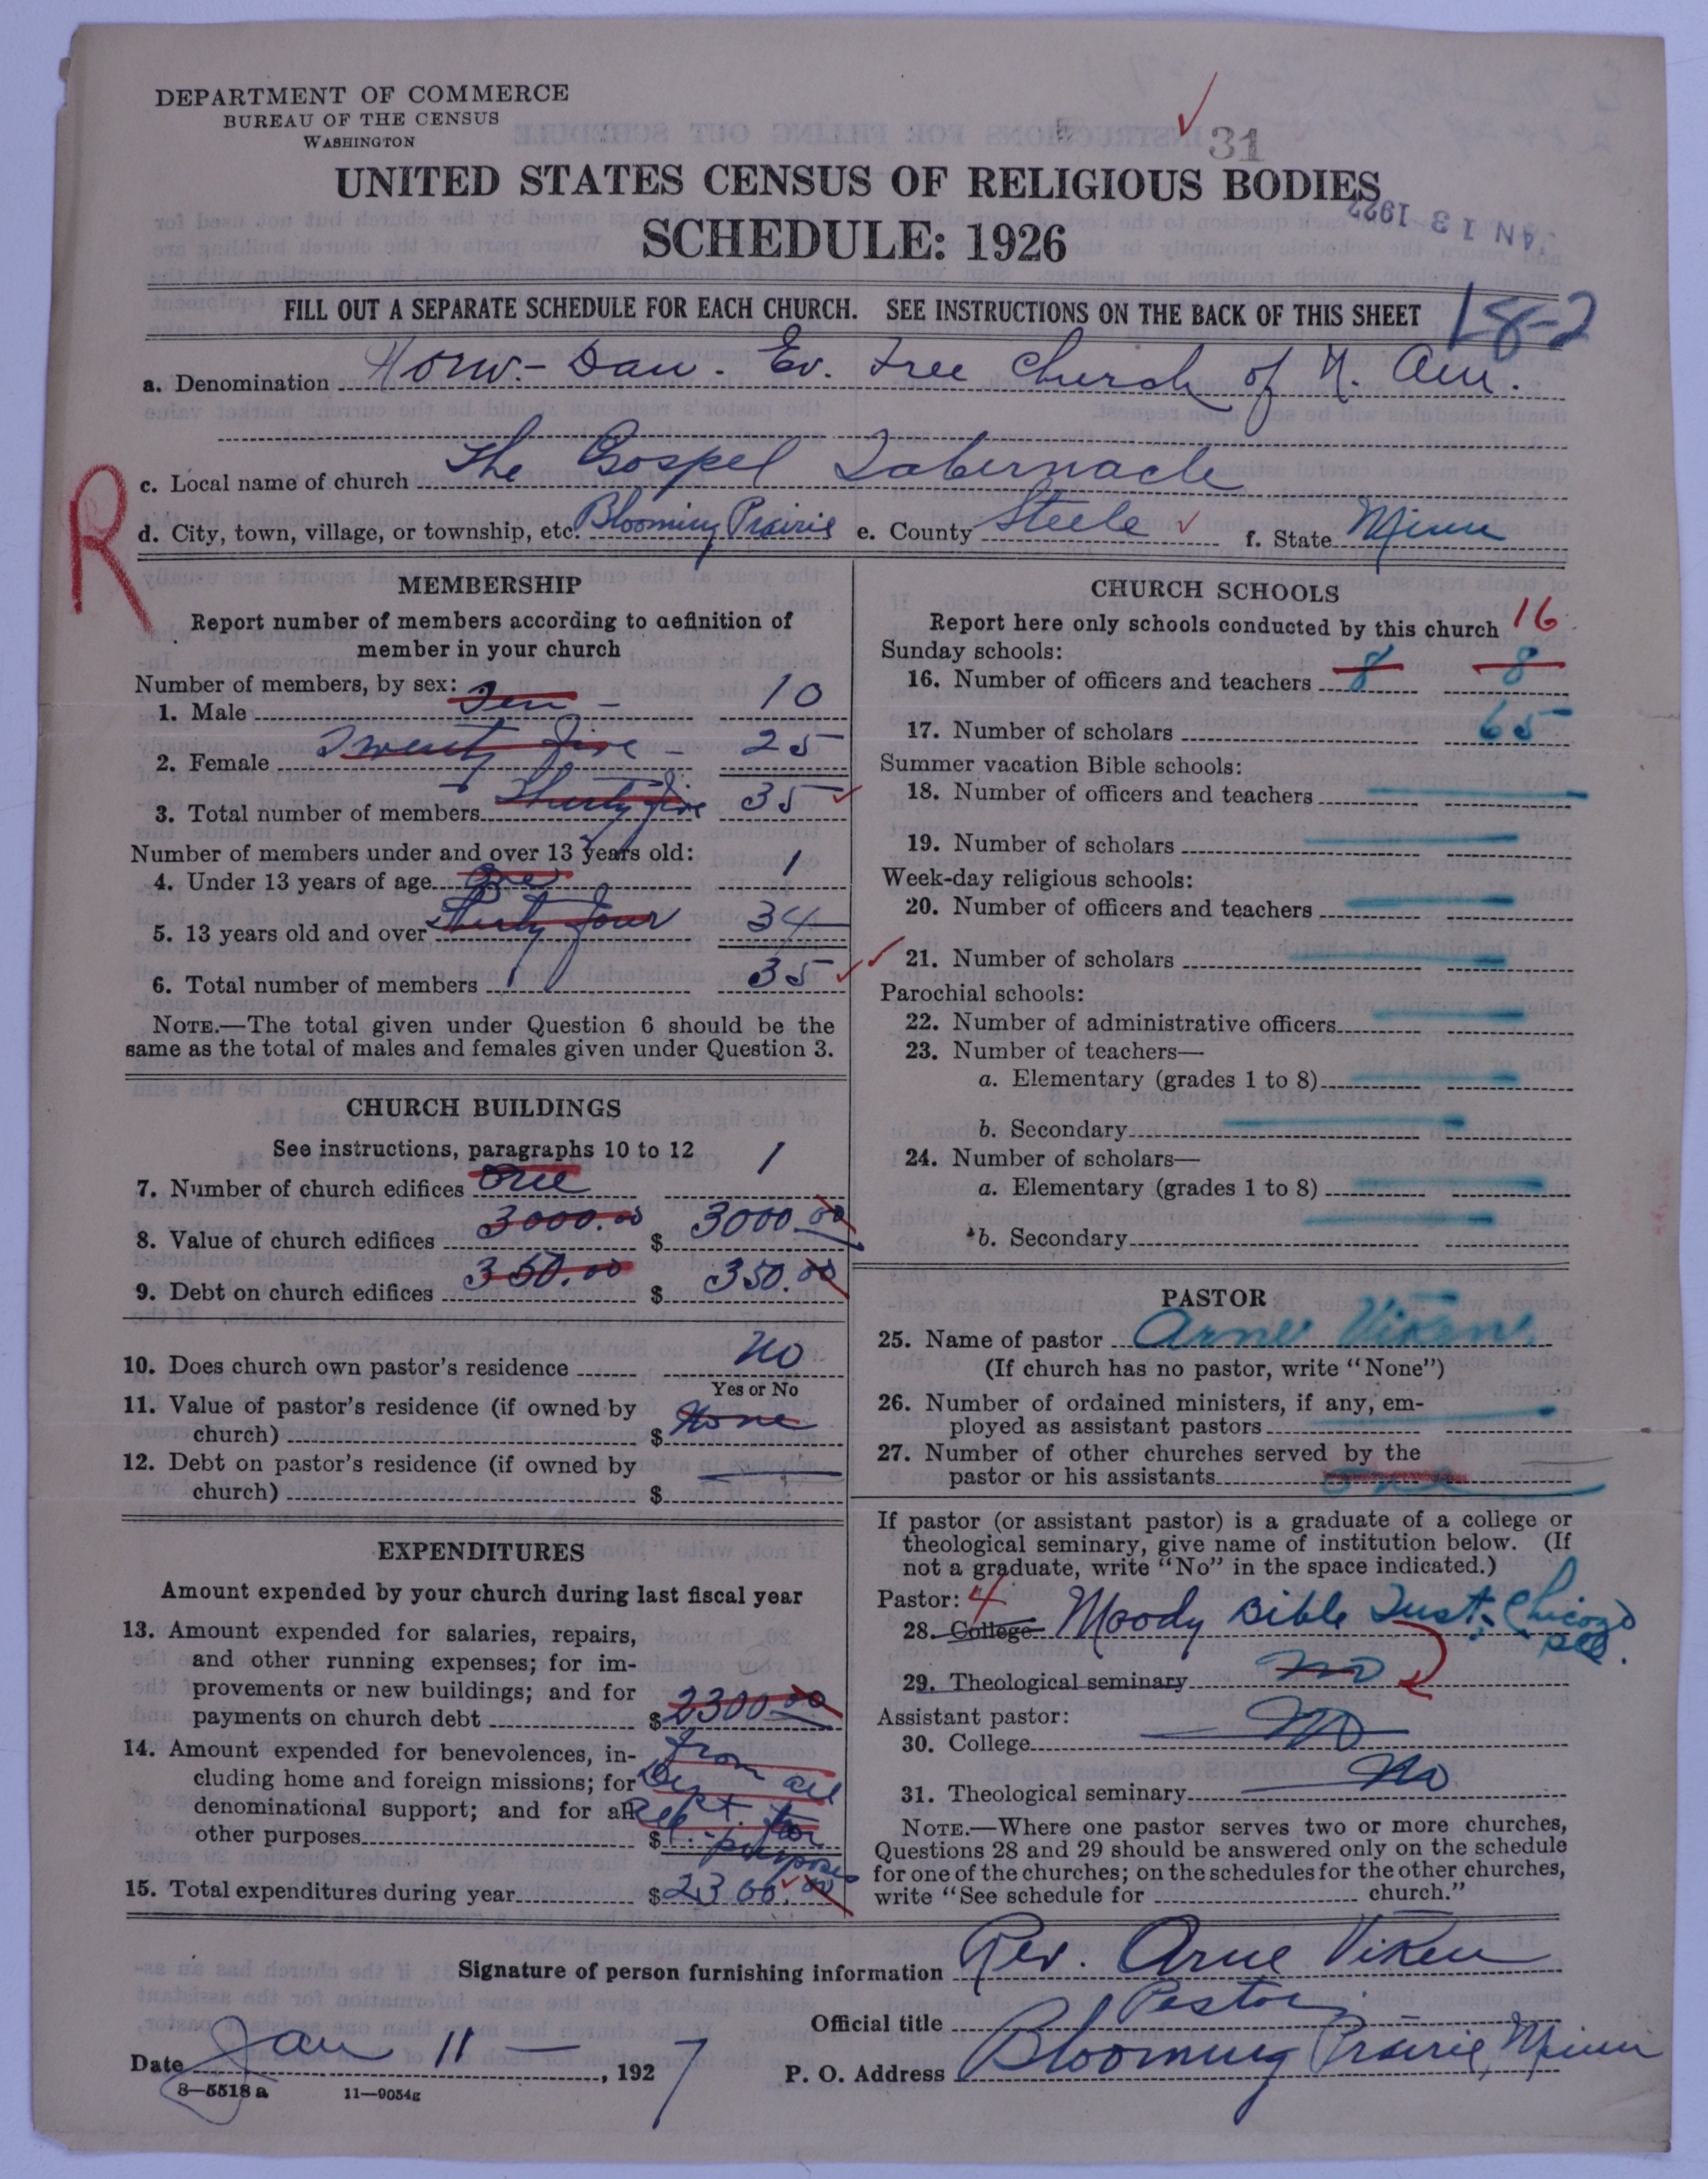 DEPARTMENT OF COMMERCE
BUREAU OF THE CENSUS
WASHINGTON
31
UNITED STATES CENSUS OF RELIGIOUS BODIES
SCHEDULE: 1926
JAN 13 1927
FILL OUT A SEPARATE SCHEDULE FOR EACH CHURCH. SEE INSTRUCTIONS ON THE BACK OF THIS SHEET
18-2
a. Denomination Norw.- Dan. Ev. Free Church of N. Am.
c. Local name of church The Gospel Tabernacle
R
d. City, town, village, or township, etc. Blooming Prairie e. County Steele f. State Minn
MEMBERSHIP
Report number of members according to definition of
member in your church
Number of members, by sex:
1. Male Ten - 10
2. Female Twenty five - 25
3. Total number of members Thirty five 35
Number of members under and over 13 years old:
4. Under 13 years of age One 1
5. 13 years old and over Thirty four 34
6. Total number of members 35
NOTE.—The total given under Question 6 should be the
same as the total of males and females given under Question 3.
CHURCH BUILDINGS
See instructions, paragraphs 10 to 12
7. Number of church edifices One 1
8. Value of church edifices 3000.00 $ 3000.00
9. Debt on church edifices 350.00 $ 350.00
10. Does church own pastor's residence No
Yes or No
11. Value of pastor's residence (if owned by
church) $ None
12. Debt on pastor's residence (if owned by
church) $
EXPENDITURES
Amount expended by your church during last fiscal year
13. Amount expended for salaries, repairs,
and other running expenses; for im-
provements or new buildings; and for
payments on church debt $ 2300.00
14. Amount expended for benevolences, in-
cluding home and foreign missions; for
denominational support; and for all
other purposes $
from
all
for
purposes
15. Total expenditures during year $ 2300.00
CHURCH SCHOOLS
Report here only schools conducted by this church
16
Sunday schools:
16. Number of officers and teachers 8 8
17. Number of scholars 65
Summer vacation Bible schools:
18. Number of officers and teachers
19. Number of scholars
Week-day religious schools:
20. Number of officers and teachers
21. Number of scholars
Parochial schools:
22. Number of administrative officers
23. Number of teachers—
a. Elementary (grades 1 to 8)
b. Secondary
24. Number of scholars—
a. Elementary (grades 1 to 8)
b. Secondary
PASTOR
25. Name of pastor Arne Viken
(If church has no pastor, write "None")
26. Number of ordained ministers, if any, em-
ployed as assistant pastors
27. Number of other churches served by the
pastor or his assistants
If pastor (or assistant pastor) is a graduate of a college or
theological seminary, give name of institution below. (If
not a graduate, write "No" in the space indicated.)
Pastor: 4
28. College Moody Bible Inst. Chicago
Ill.
29. Theological seminary no
Assistant pastor:
30. College No
31. Theological seminary No
NOTE.—Where one pastor serves two or more churches,
Questions 28 and 29 should be answered only on the schedule
for one of the churches; on the schedules for the other churches,
write "See schedule for church."
Signature of person furnishing information Rev. Arne Viken
Official title Pastor
Date Jan 11 - , 1927 P. O. Address Blooming Prairie, Minn
8—5518 a 11—9054g